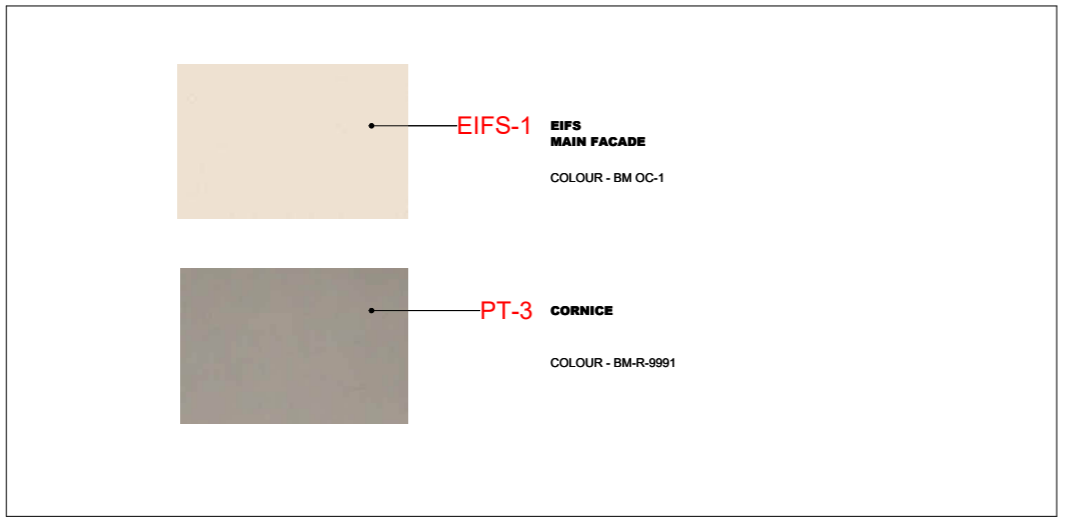 EIFS-1
EIFS
MAIN FACADE
COLOUR - BM OC-1
PT-3
CORNICE
COLOUR - BM-R-9991